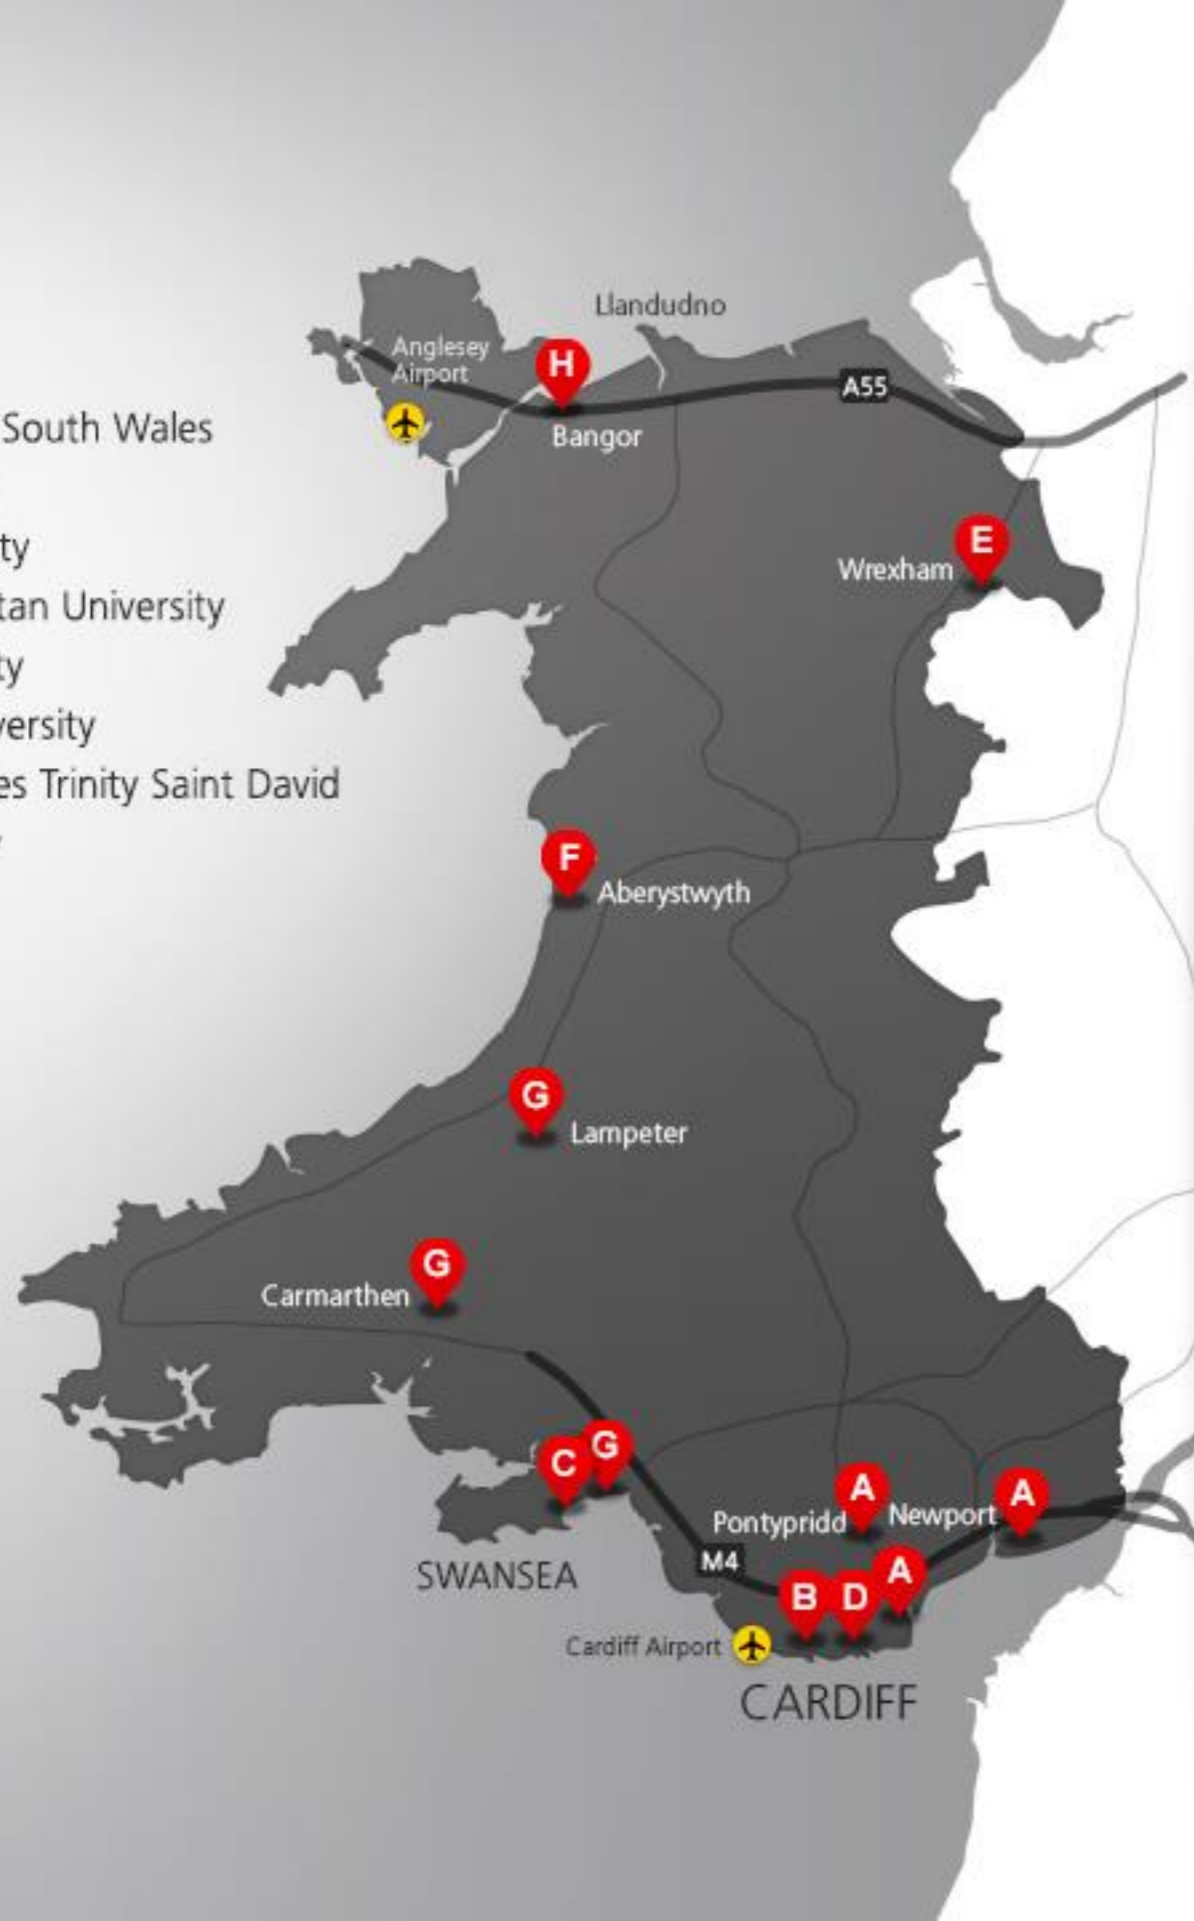 Llandudno
Anglesey
Airport
H
A55
South Wales
Bangor
ty
E
Wrexham
tan University
ty
versity
es Trinity Saint David
F
Aberystwyth
G
Lampeter
G
Carmarthen
G
C
A
A
Pontypridd
Newport
M4
A
SWANSEA
B
D
Cardiff Airport
CARDIFF